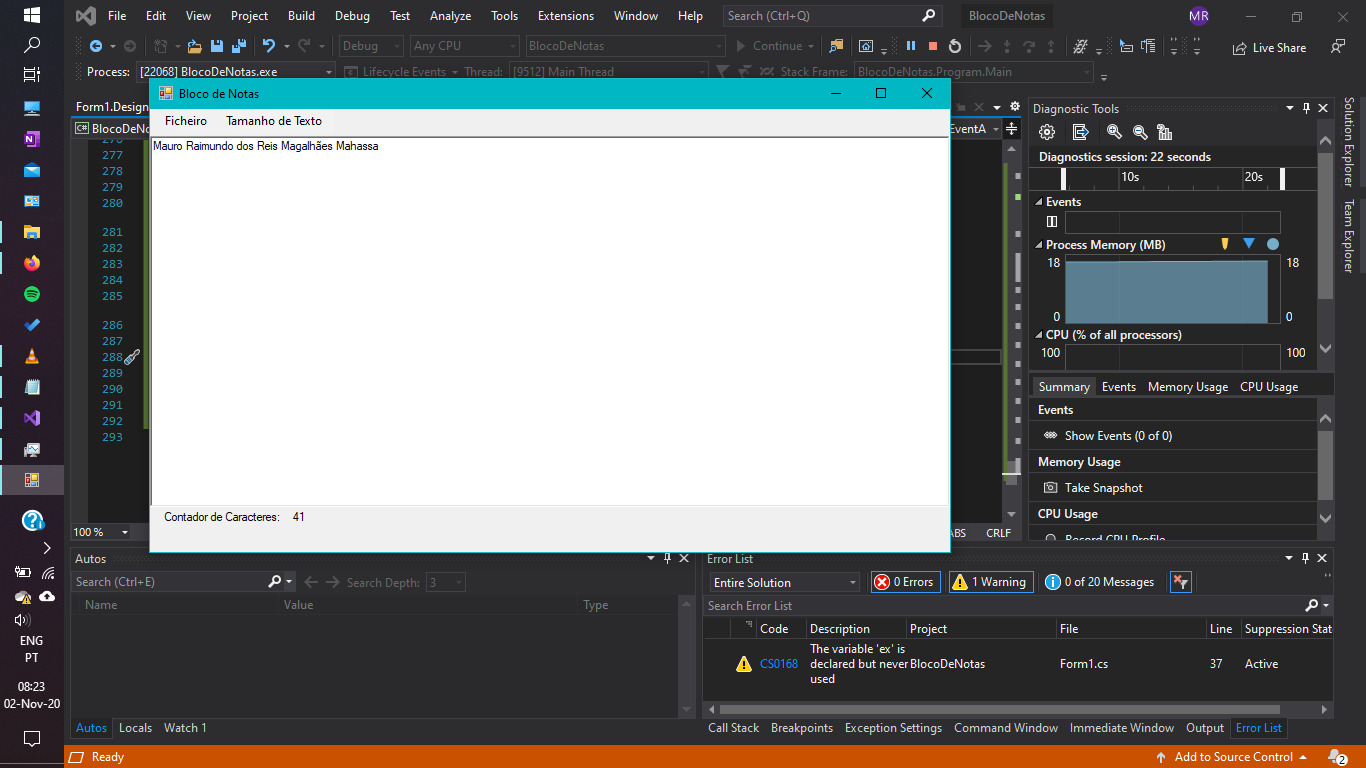 File Edit View Project Build Debug Test Analyze Tools Extensions Window Help Search (Ctrl+Q) BlocoDeNotas MR
Debug Any CPU BlocoDeNotas Continue Live Share
Process: [22068] BlocoDeNotas.exe Lifecycle Events Thread: [9512] Main Thread Stack Frame: BlocoDeNotas.Program.Main
Form1.Design
BlocoDeNo
EventA
Bloco de Notas
Ficheiro Tamanho de Texto
Mauro Raimundo dos Reis Magalhães Mahassa
Contador de Caracteres: 41
276
277
278
279
280
281
282
283
284
285
286
287
288
289
290
291
292
293
100 %
ABS CRLF
Diagnostic Tools
Diagnostics session: 22 seconds
10s 20s
Events
Process Memory (MB)
18 18
0 0
CPU (% of all processors)
100 100
Summary Events Memory Usage CPU Usage
Events
Show Events (0 of 0)
Memory Usage
Take Snapshot
CPU Usage
Record CPU Profile
Solution Explorer
Team Explorer
Autos
Search (Ctrl+E) Search Depth: 3
Name Value Type
Autos Locals Watch 1
Error List
Entire Solution 0 Errors 1 Warning 0 of 20 Messages
Search Error List
Code Description Project File Line Suppression Stat
CS0168 The variable 'ex' is
declared but never
used
BlocoDeNotas Form1.cs 37 Active
Call Stack Breakpoints Exception Settings Command Window Immediate Window Output Error List
Ready Add to Source Control 2
ENG
PT
08:23
02-Nov-20